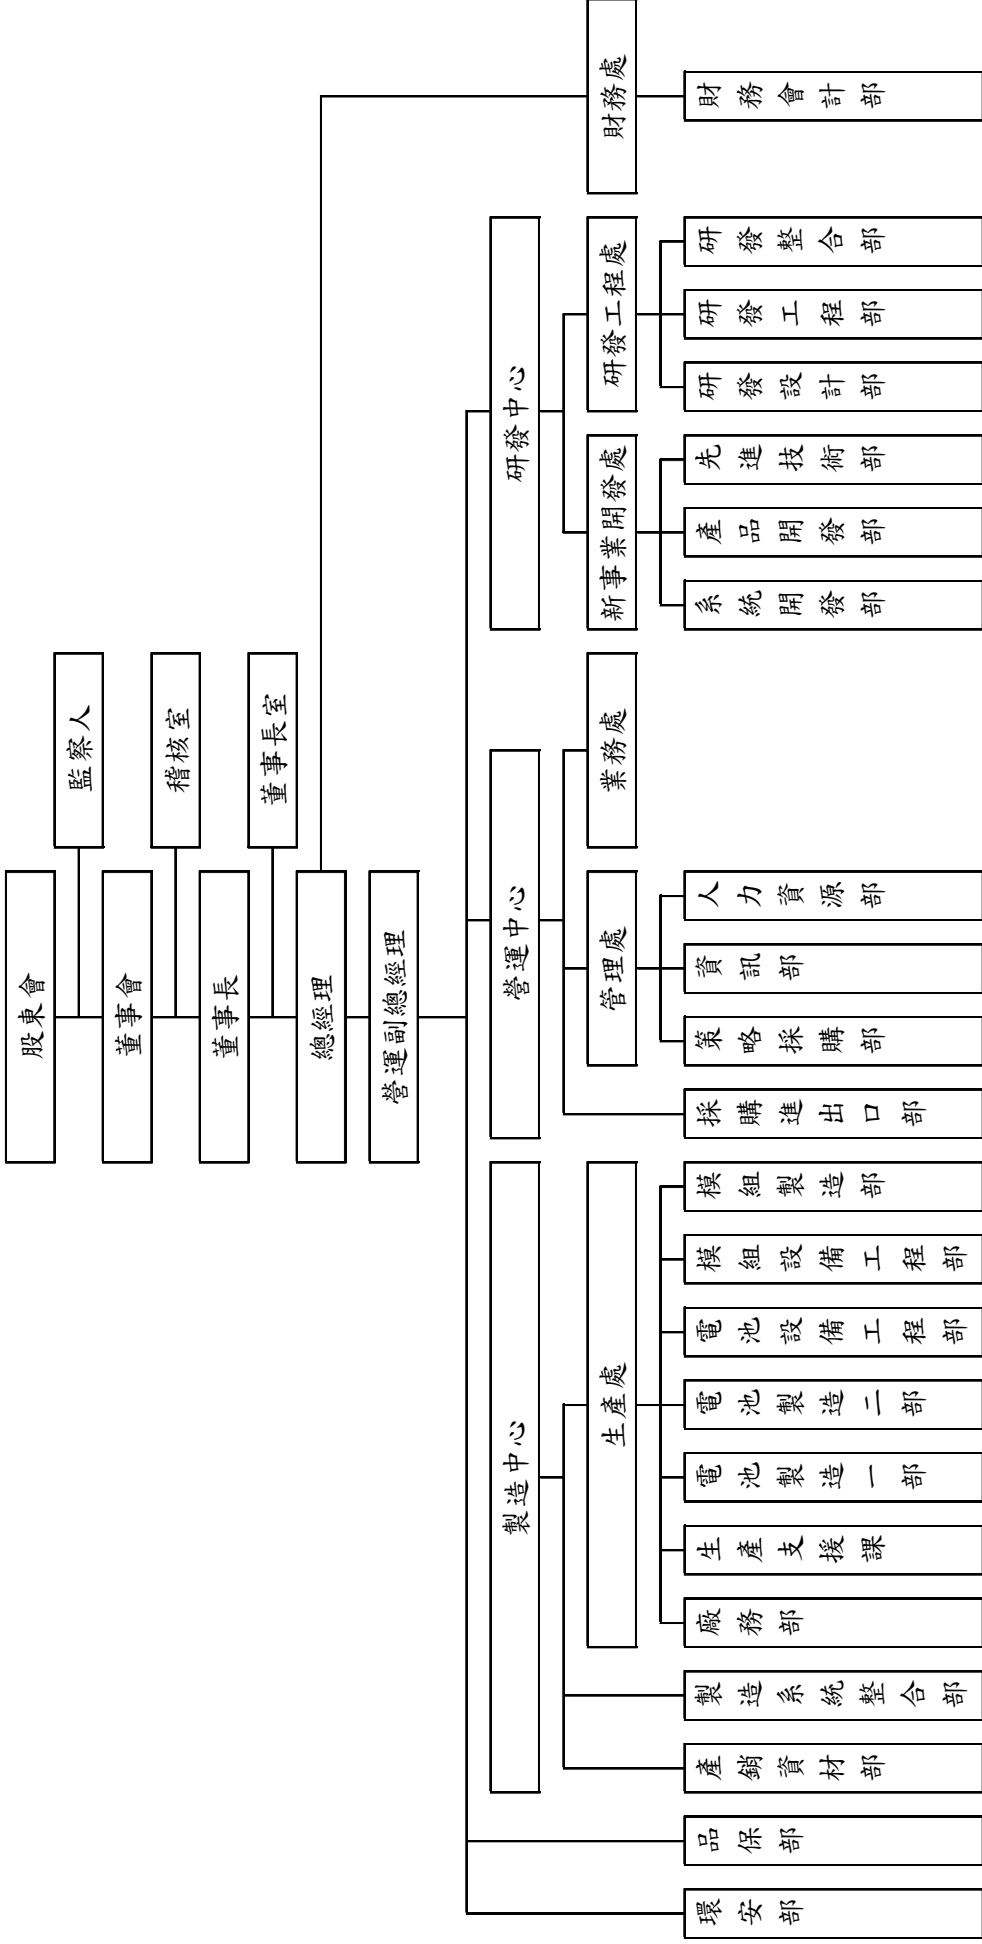 股東會
監察人
董事會
稽核室
董事長
董事長室
總經理
營運副總經理
製造中心
營運中心
研發中心
生產處
管理處
業務處
新事業開發處
研發工程處
財務處
環安部
品保部
產銷資材部
製造系統整合部
廠務部
生產支援課
電池製造一部
電池製造二部
電池設備工程部
模組設備工程部
模組製造部
採購進出口部
策略採購部
資訊部
人力資源部
系統開發部
產品開發部
先進技術部
研發設計部
研發工程部
研發整合部
財務會計部